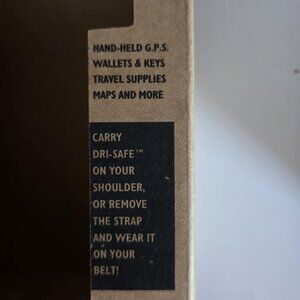 HAND-HELD G.P.S.
WALLETS & KEYS
TRAVEL SUPPLIES
MAPS AND MORE
CARRY
DRI-SAFE™
ON YOUR
SHOULDER,
OR REMOVE
THE STRAP
AND WEAR IT
ON YOUR
BELT!